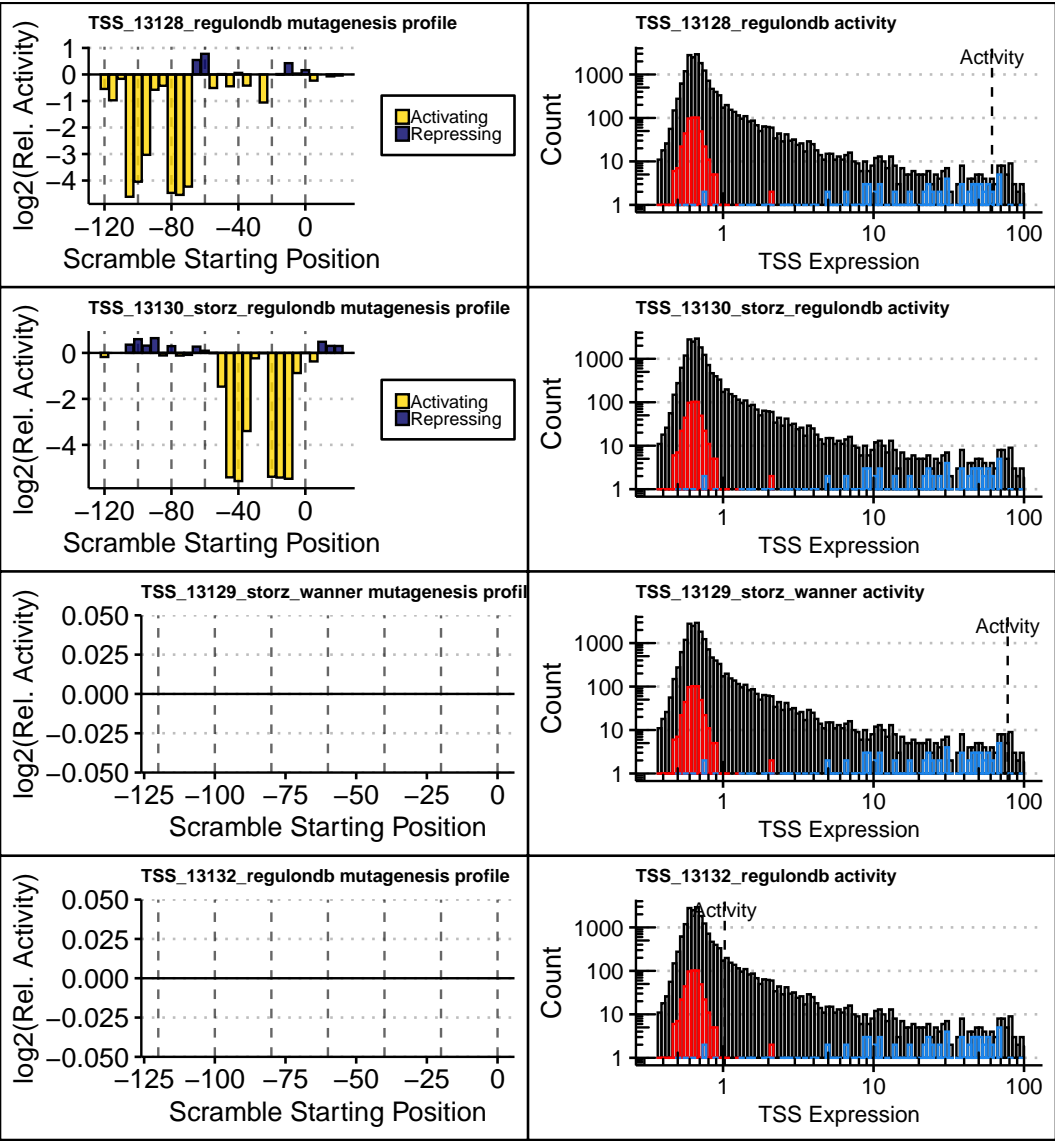 TSS_13128_regulondb mutagenesis profile
log2(Rel. Activity)
1
0
−1
−2
−3
−4
−120 −80 −40 0
Scramble Starting Position
Activating
Repressing
TSS_13128_regulondb activity
Activity
Count
1000
100
10
1
1 10 100
TSS Expression
TSS_13130_storz_regulondb mutagenesis profile
log2(Rel. Activity)
0
−2
−4
−120 −80 −40 0
Scramble Starting Position
Activating
Repressing
TSS_13130_storz_regulondb activity
Count
1000
100
10
1
1 10 100
TSS Expression
TSS_13129_storz_wanner mutagenesis profil
log2(Rel. Activity)
0.050
0.025
0.000
−0.025
−0.050
−125 −100 −75 −50 −25 0
Scramble Starting Position
TSS_13129_storz_wanner activity
Activity
Count
1000
100
10
1
1 10 100
TSS Expression
TSS_13132_regulondb mutagenesis profile
log2(Rel. Activity)
0.050
0.025
0.000
−0.025
−0.050
−125 −100 −75 −50 −25 0
Scramble Starting Position
TSS_13132_regulondb activity
Activity
Count
1000
100
10
1
1 10 100
TSS Expression